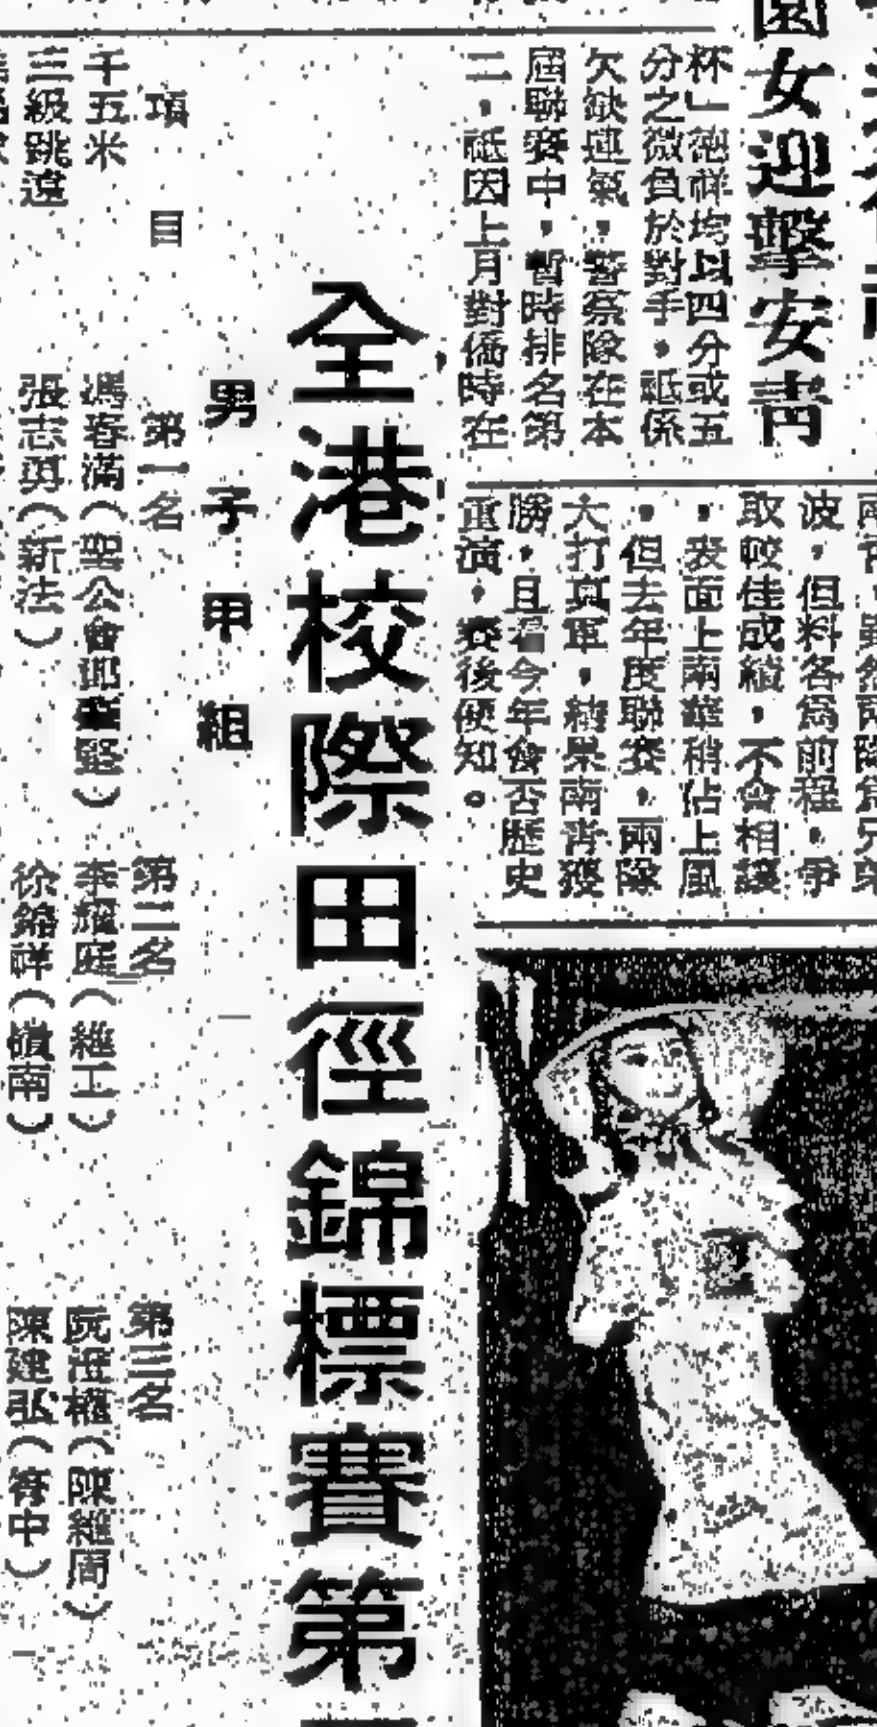 園女迎擊安青
杯」砲祥均以四分或五
分之微負於對手,祗係
欠缺運氣,警察隊在本
屆聯賽中,暫時排名第
二,祗因上月對僑時在
波,但料各為前程,爭
取較佳成績,不會相讓
,表面上兩華稍佔上風
,但去年度聯賽,兩隊
大打真軍,結果南青獲
勝,且看今年會否歷史
重演,賽後便知。
全港校際田徑錦標賽第
男子甲組
項目 第一名 第二名 第三名
千五米 馮春滿(聖公會鄧肇堅) 李耀庭(維工) 阮滘權(陳維周)
三級跳遠 張志勇(新法) 徐錦祥(嶺南) 陳建弘(香中)